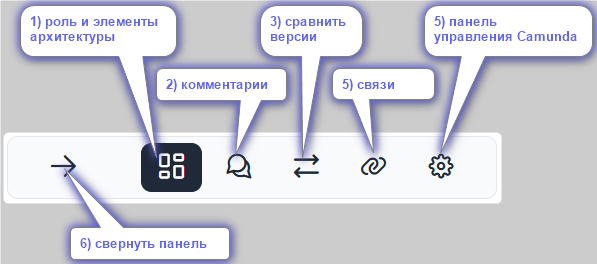 1) роль и элементы
архитектуры
2) комментарии
3) сравнить
версии
5) связи
5) панель
управления Camunda
6) свернуть панель